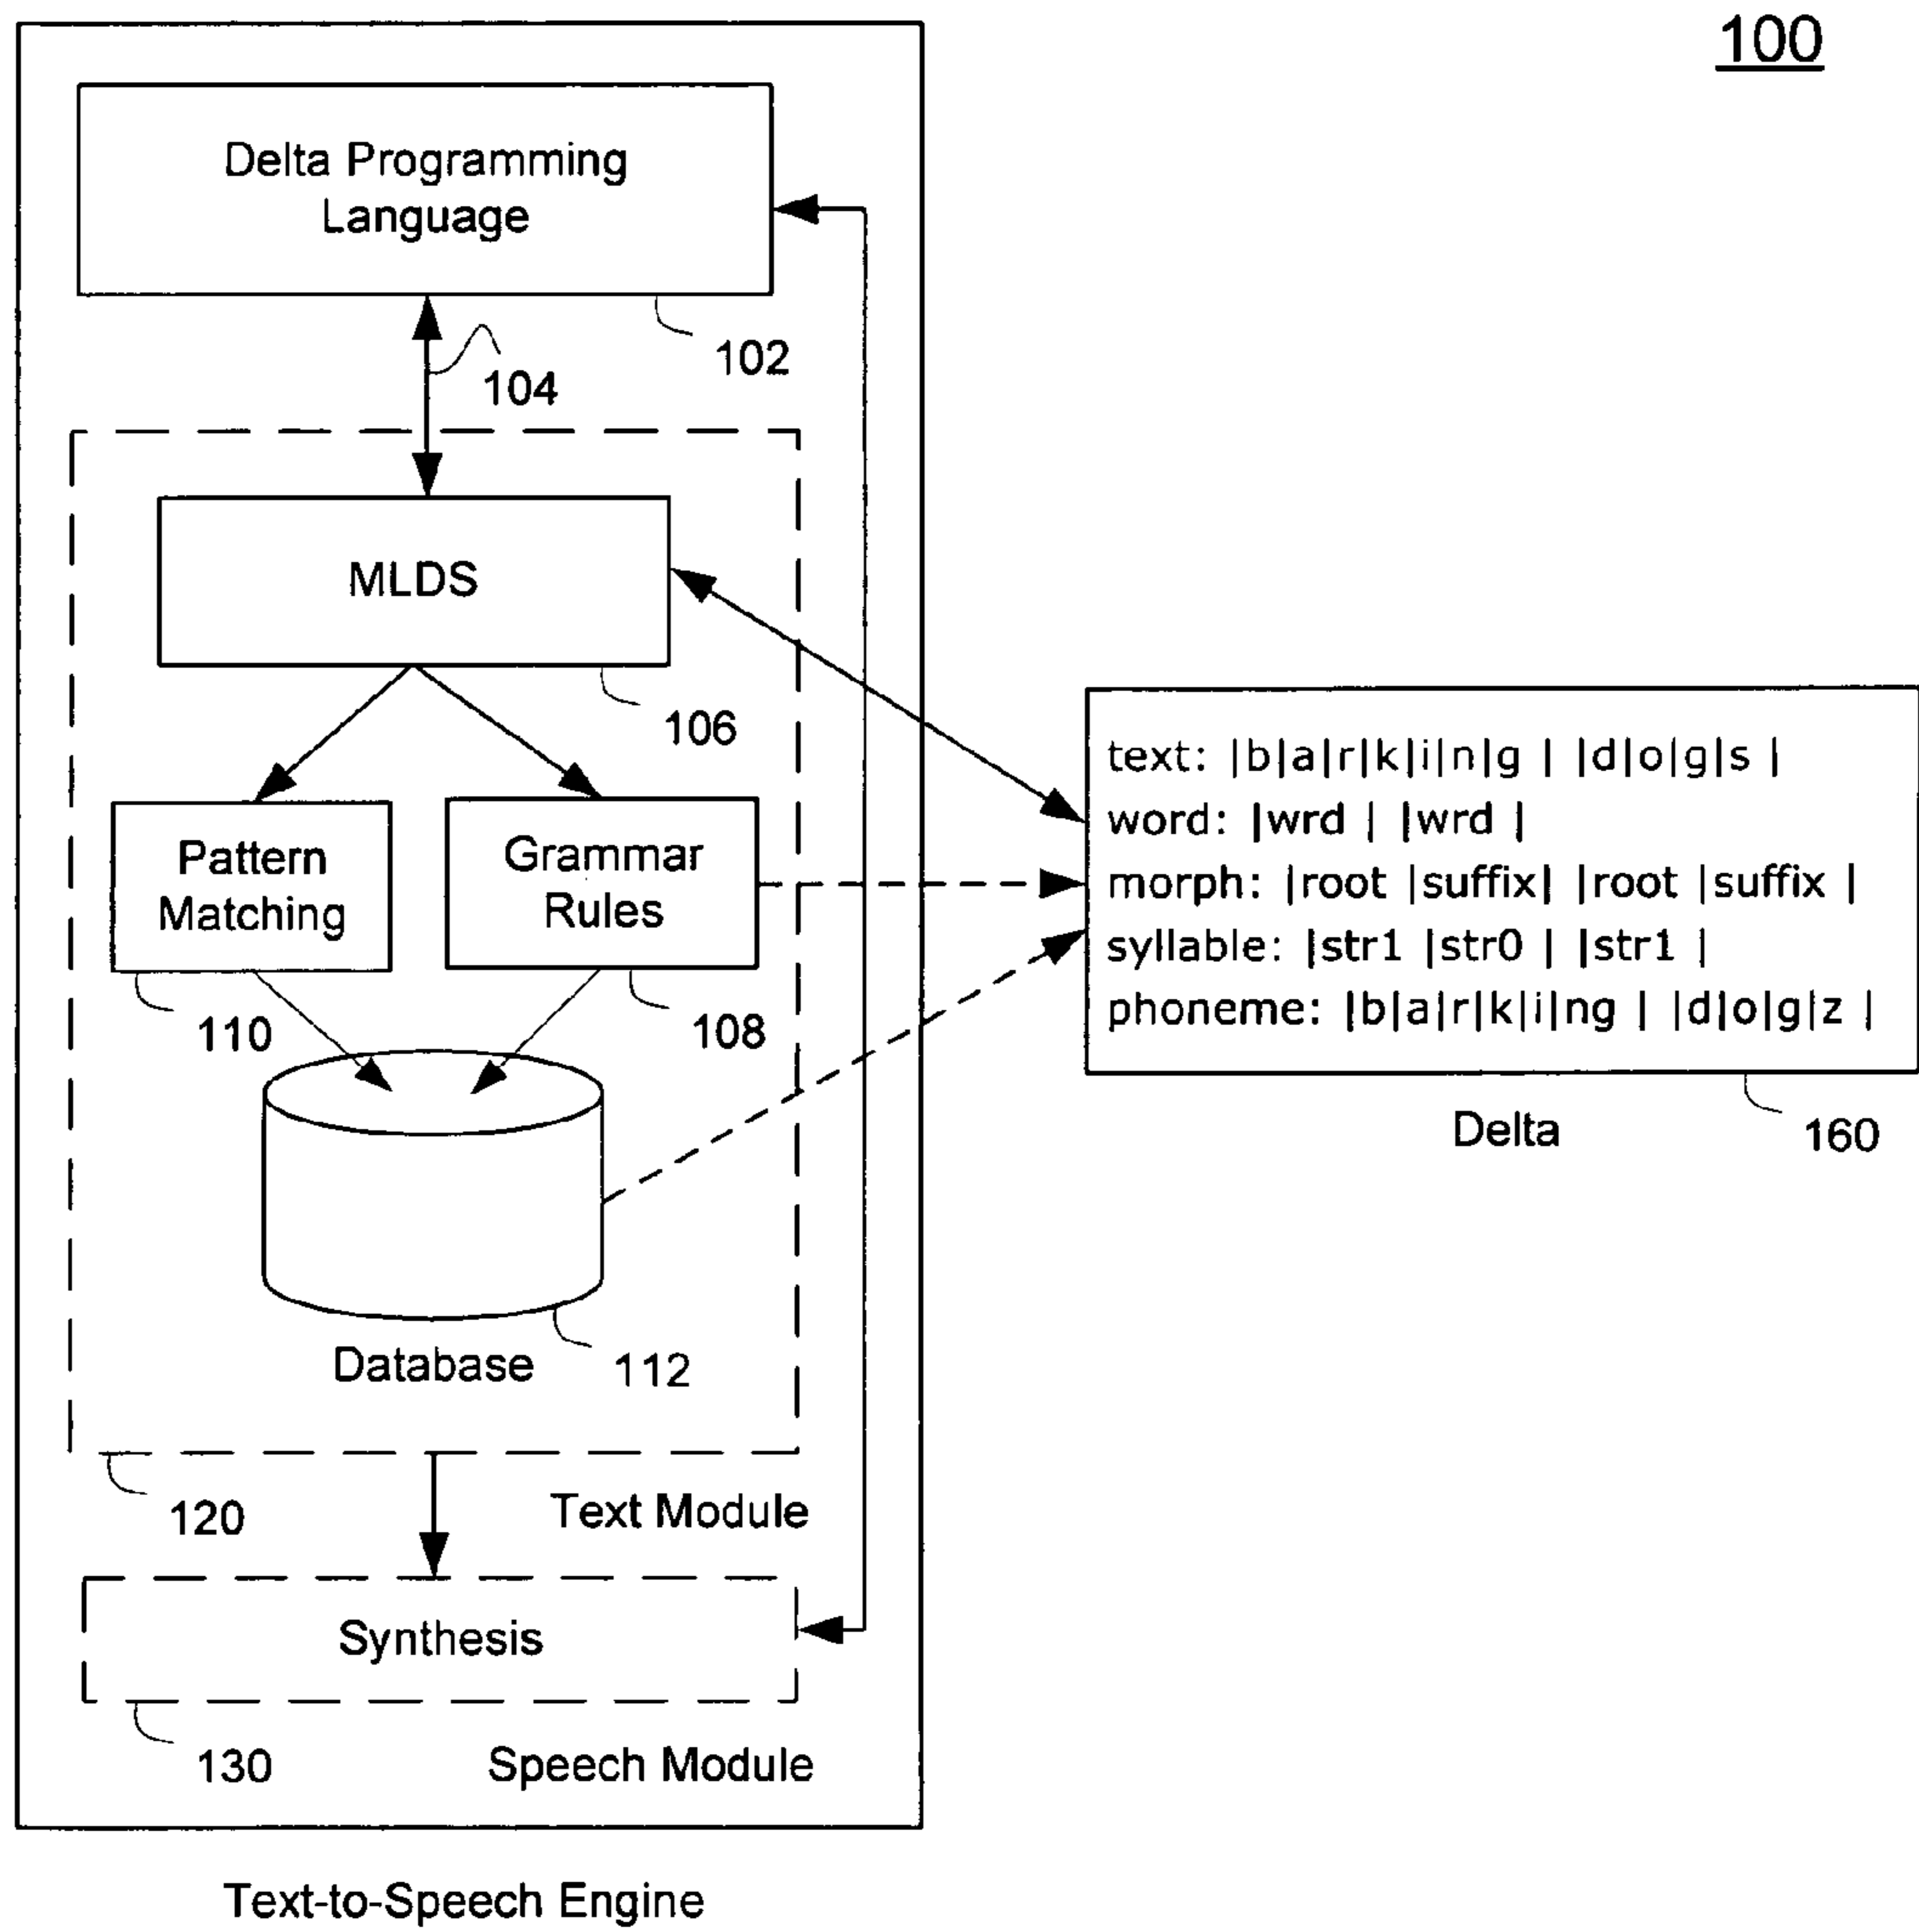 100
Delta Programming
Language
102
104
MLDS
106
Pattern
Matching
110
Grammar
Rules
108
Database
112
120
Text Module
Synthesis
130
Speech Module
Text-to-Speech Engine
text: |b|a|r|k|i|n|g | |d|o|g|s |
word: |wrd | |wrd |
morph: |root |suffix| |root |suffix |
syllable: |str1 |str0 | |str1 |
phoneme: |b|a|r|k|i|ng | |d|o|g|z |
Delta
160